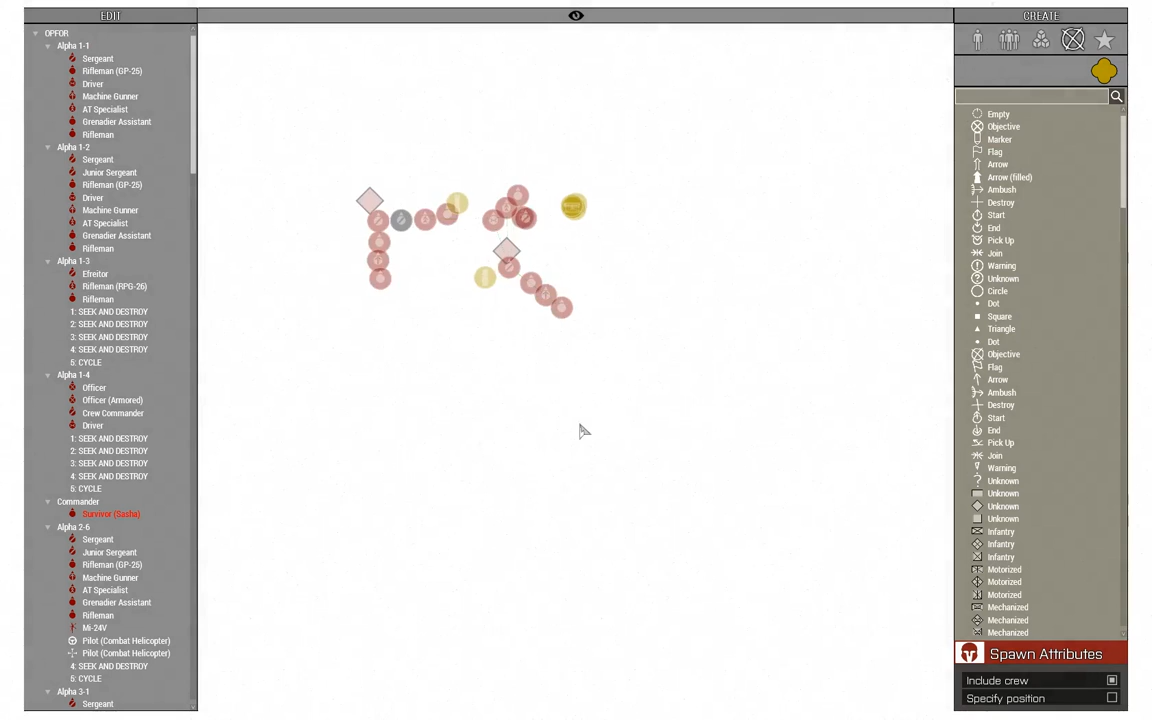 EDIT
OPFOR
Alpha 1-1
Sergeant
Rifleman (GP-25)
Driver
Machine Gunner
AT Specialist
Grenadier Assistant
Rifleman
Alpha 1-2
Sergeant
Junior Sergeant
Rifleman (GP-25)
Driver
Machine Gunner
AT Specialist
Grenadier Assistant
Rifleman
Alpha 1-3
Efreitor
Rifleman (RPG-26)
Rifleman
1: SEEK AND DESTROY
2: SEEK AND DESTROY
3: SEEK AND DESTROY
4: SEEK AND DESTROY
5: CYCLE
Alpha 1-4
Officer
Officer (Armored)
Crew Commander
Driver
1: SEEK AND DESTROY
2: SEEK AND DESTROY
3: SEEK AND DESTROY
4: SEEK AND DESTROY
5: CYCLE
Commander
Survivor (Sasha)
Alpha 2-6
Sergeant
Junior Sergeant
Rifleman (GP-25)
Machine Gunner
AT Specialist
Grenadier Assistant
Rifleman
Mi-24V
Pilot (Combat Helicopter)
Pilot (Combat Helicopter)
4: SEEK AND DESTROY
5: CYCLE
Alpha 3-1
Sergeant
CREATE
Empty
Objective
Marker
Flag
Arrow
Arrow (filled)
Ambush
Destroy
Start
End
Pick Up
Join
Warning
Unknown
Circle
Dot
Square
Triangle
Dot
Objective
Flag
Arrow
Ambush
Destroy
Start
End
Pick Up
Join
Warning
Unknown
Unknown
Unknown
Unknown
Infantry
Infantry
Infantry
Motorized
Motorized
Motorized
Mechanized
Mechanized
Mechanized
Spawn Attributes
Include crew
Specify position